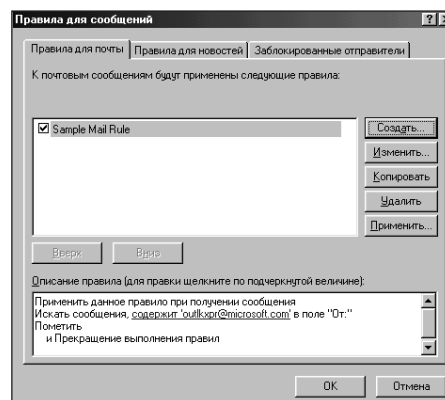 Правила для сообщений
Правила для почты Правила для новостей Заблокированные отправители
К почтовым сообщениям будут применены следующие правила:
Sample Mail Rule
Создать...
Изменить...
Копировать
Удалить
Применить...
Вверх Вниз
Описание правила (для правки щелкните по подчеркнутой величине):
Применить данное правило при получении сообщения
Искать сообщения, содержит 'outlkxpr@microsoft.com' в поле "От:"
Пометить
и Прекращение выполнения правил
ОК Отмена